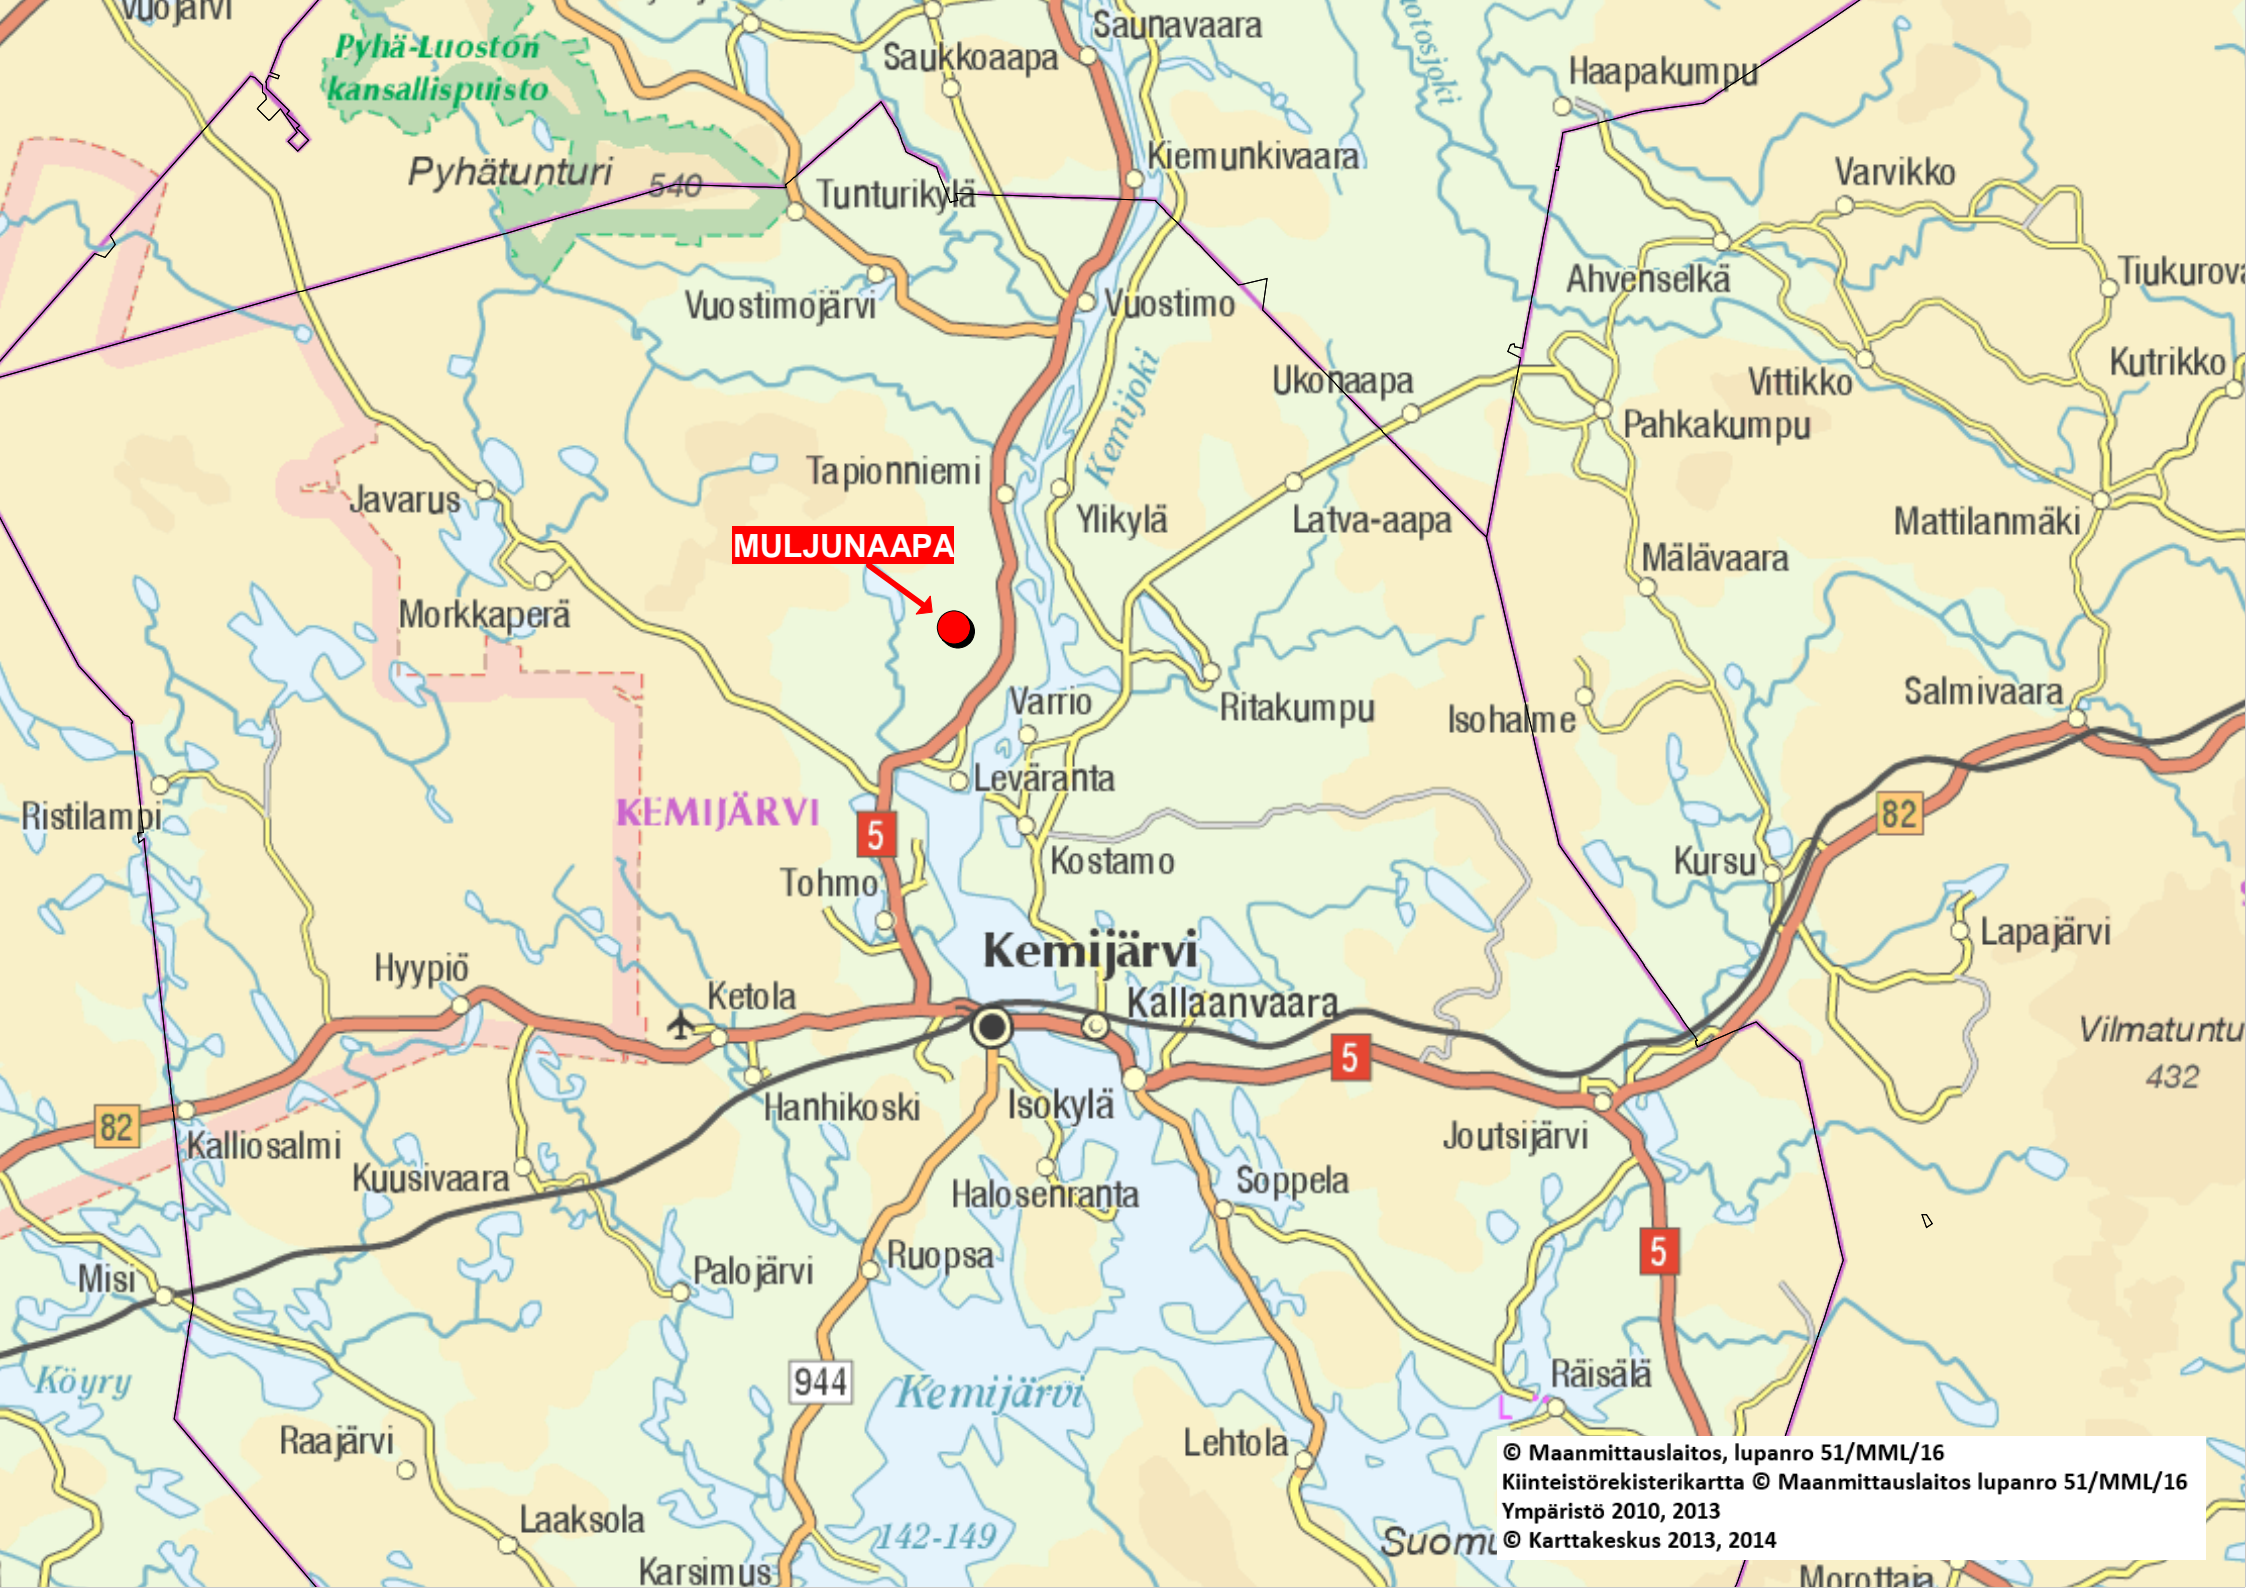 Vuojärvi
Pyhä-Luoston
kansallispuisto
Saukkoaapa
Saunavaara
Haapakumpu
Pyhätunturi
540
Tunturikylä
Kiemunkivaara
Varvikko
Vuostimojärvi
Vuostimo
Ahvenselkä
Ukonaapa
Vittikko
Kutrikko
Kemijoki
Pahkakumpu
Tapionniemi
Javarus
Ylikylä
Latva-aapa
Mattilanmäki
MULJUNAAPA
Mälävaara
Morkkaperä
Varrio
Ritakumpu
Isohalme
Salmivaara
Leväranta
Ristilampi
KEMIJÄRVI
5
82
Tohmo
Kostamo
Kursu
Lapajärvi
Kemijärvi
Hyypiö
Ketola
Kallaanvaara
5
432
82
Kalliosalmi
Hanhikoski
Isokylä
Joutsijärvi
Kuusivaara
Halosenranta
Soppela
5
Misi
Palojärvi
Ruopsa
Köyry
944
Kemijärvi
Räisälä
L
Raajärvi
Lehtola
Laaksola
142-149
Karsimus
© Maanmittauslaitos, lupanro 51/MML/16
Kiinteistörekisterikartta © Maanmittauslaitos lupanro 51/MML/16
Ympäristö 2010, 2013
© Karttakeskus 2013, 2014
Morottaja